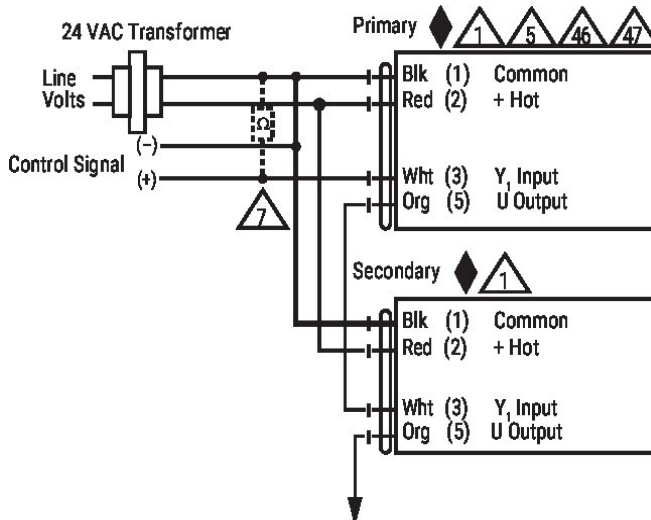 24 VAC Transformer
Line
Volts
Control Signal
(−)
(+)
Ω
7
Primary 1 5 46 47
Blk (1) Common
Red (2) + Hot
Wht (3) Y₁ Input
Org (5) U Output
Secondary 1
Blk (1) Common
Red (2) + Hot
Wht (3) Y₁ Input
Org (5) U Output